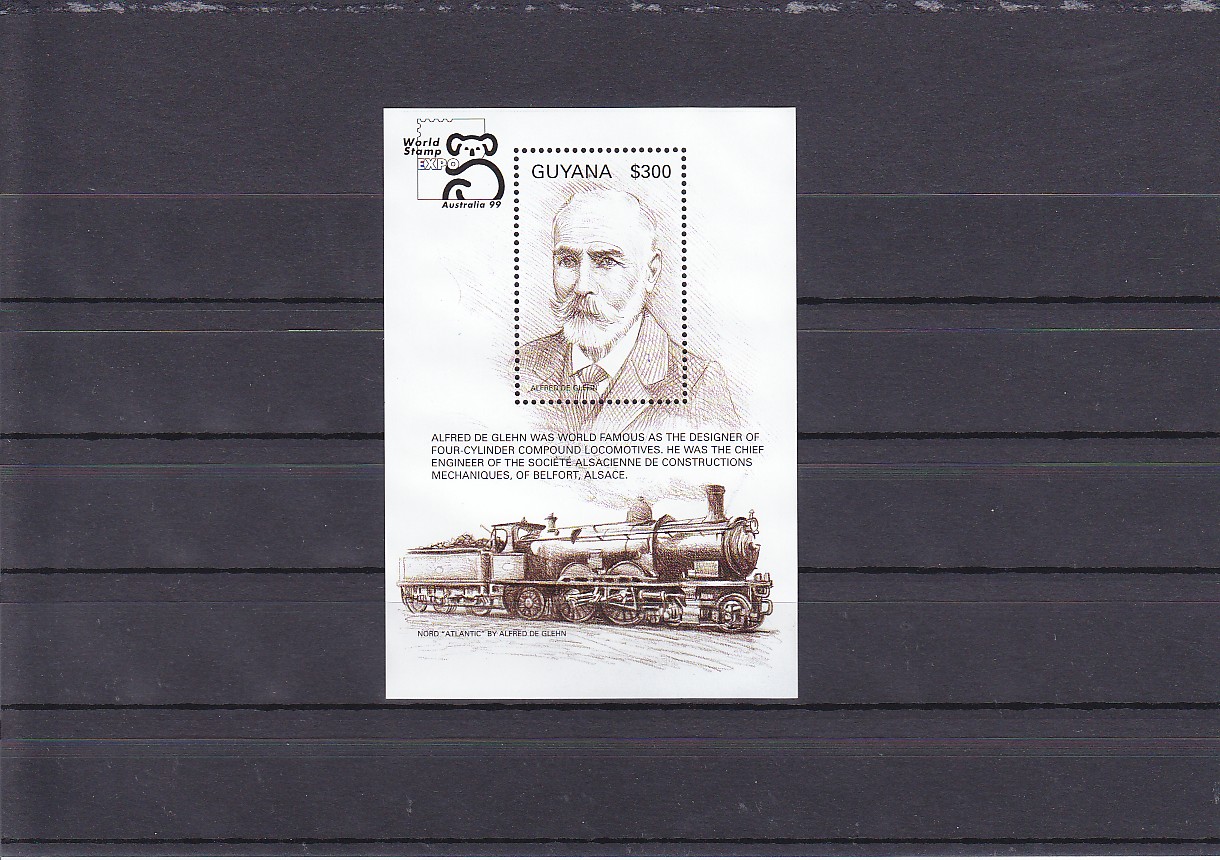 World
Stamp
EXPO
Australia 99
GUYANA $300
ALFRED DE GLEHN
ALFRED DE GLEHN WAS WORLD FAMOUS AS THE DESIGNER OF
FOUR-CYLINDER COMPOUND LOCOMOTIVES. HE WAS THE CHIEF
ENGINEER OF THE SOCIÉTÉ ALSACIENNE DE CONSTRUCTIONS
MECHANIQUES, OF BELFORT, ALSACE.
NORD "ATLANTIC" BY ALFRED DE GLEHN